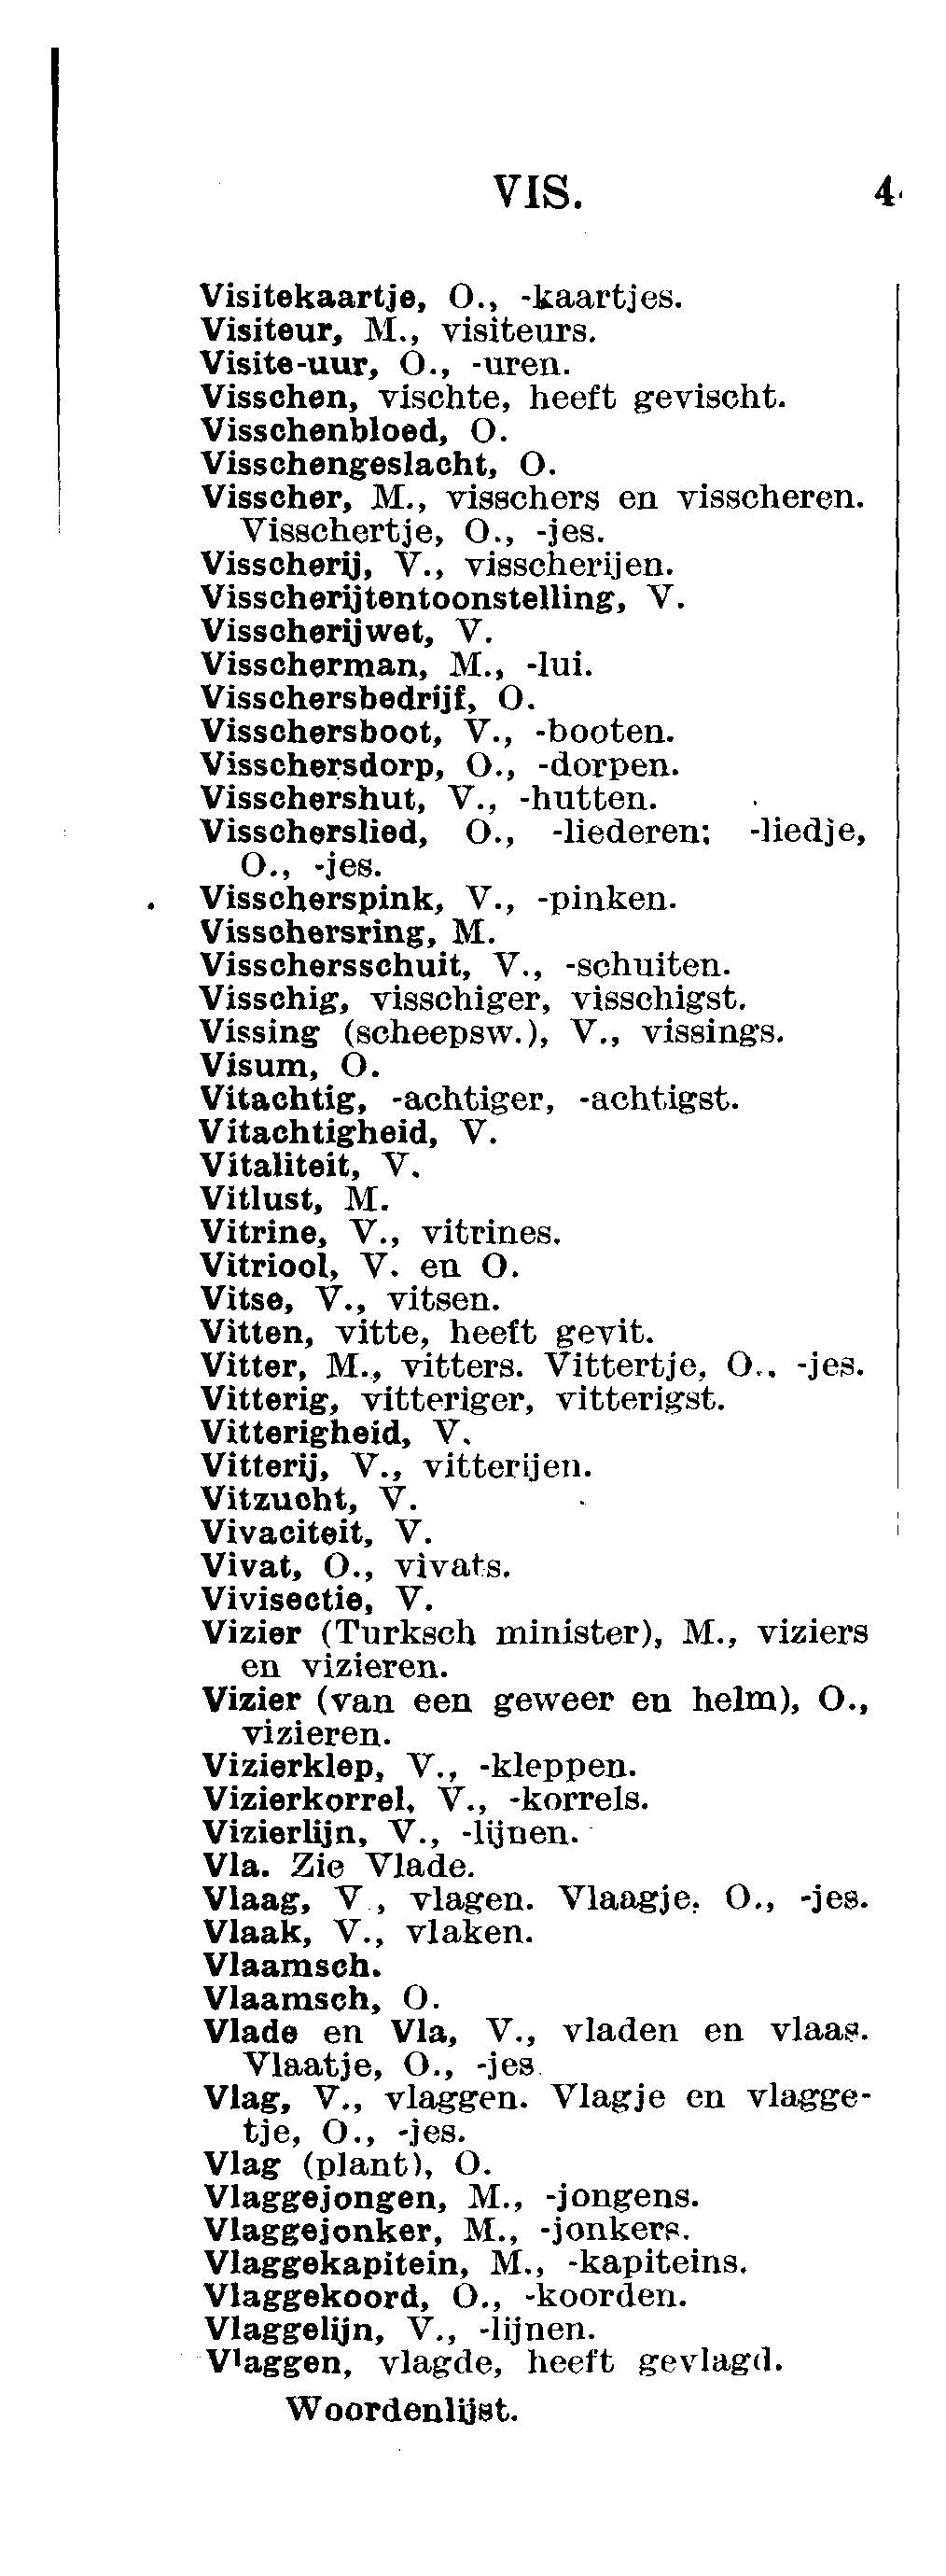 VIS. 4
Visitekaartje, O., -kaartjes.
Visiteur, M., visiteurs.
Visite-uur, O., -uren.
Visschen, vischte, heeft gevischt.
Visschenbloed, O.
Visschengeslacht, O.
Visscher, M., visschers en visscheren.
Visschertje, O., -jes.
Visscherij, V., visscherijen.
Visscherijtentoonstelling, V.
Visscherijwet, V.
Visscherman, M., -lui.
Visschersbedrijf, O.
Visschersboot, V., -booten.
Visschersdorp, O., -dorpen.
Visschershut, V., -hutten.
Visscherslied, O., -liederen; -liedje,
O., -jes.
Visscherspink, V., -pinken.
Visschersring, M.
Visschersschuit, V., -schuiten.
Visschig, visschiger, visschigst.
Vissing (scheepsw.), V., vissings.
Visum, O.
Vitachtig, -achtiger, -achtigst.
Vitachtigheid, V.
Vitaliteit, V.
Vitlust, M.
Vitrine, V., vitrines.
Vitriool, V. en O.
Vitse, V., vitsen.
Vitten, vitte, heeft gevit.
Vitter, M., vitters. Vittertje, O., -jes.
Vitterig, vitteriger, vitterigst.
Vitterigheid, V.
Vitterij, V., vitterijen.
Vitzucht, V.
Vivaciteit, V.
Vivat, O., vivats.
Vivisectie, V.
Vizier (Turksch minister), M., viziers
en vizieren.
Vizier (van een geweer en helm), O.,
vizieren.
Vizierklep, V., -kleppen.
Vizierkorrel, V., -korrels.
Vizierlijn, V., -lijnen.
Vla. Zie Vlade.
Vlaag, V., vlagen. Vlaagje, O., -jes.
Vlaak, V., vlaken.
Vlaamsch.
Vlaamsch, O.
Vlade en Vla, V., vladen en vlaas.
Vlaatje, O., -jes.
Vlag, V., vlaggen. Vlagje en vlagge-
tje, O., -jes.
Vlag (plant), O.
Vlaggejongen, M., -jongens.
Vlaggejonker, M., -jonkers.
Vlaggekapitein, M., -kapiteins.
Vlaggekoord, O., -koorden.
Vlaggelijn, V., -lijnen.
Vlaggen, vlagde, heeft gevlagd.
Woordenlijst.